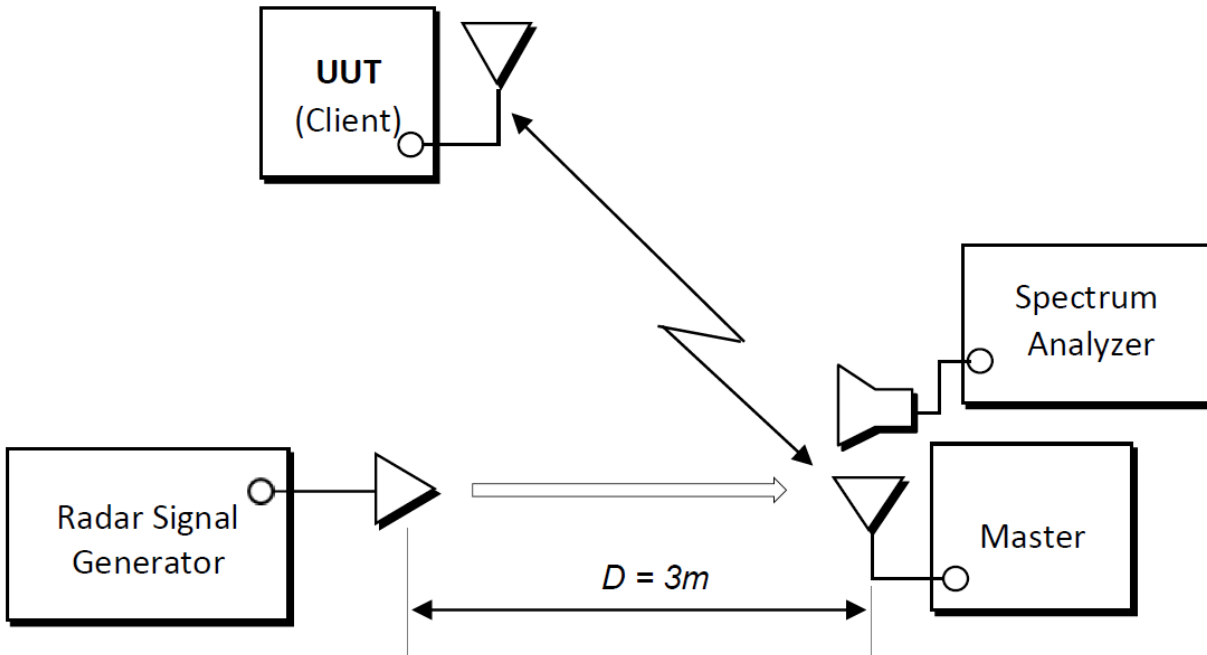 UUT
(Client)
Spectrum
Analyzer
Radar Signal
Generator
Master
D = 3m